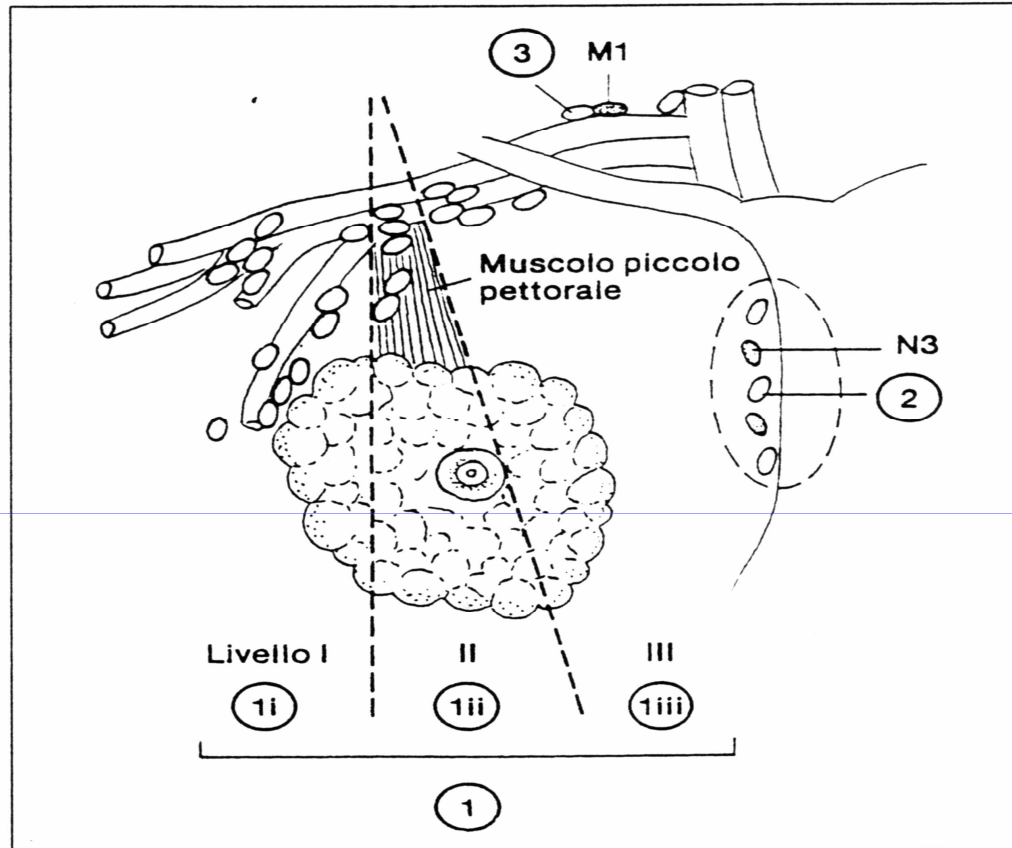 3 M1
Muscolo piccolo
pettorale
N3
2
Livello I II III
1i 1ii 1iii
1